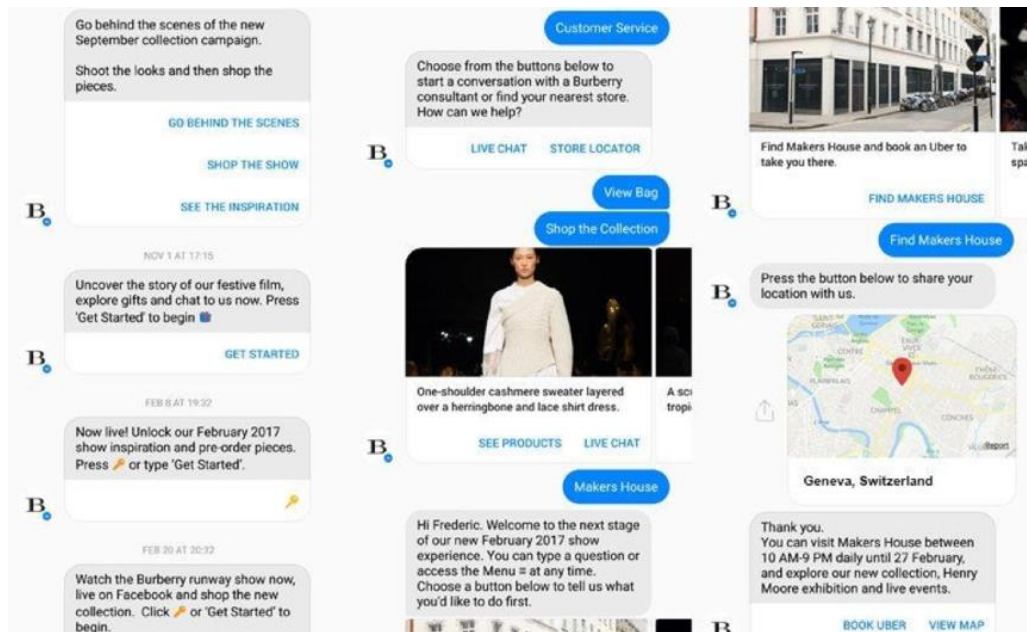 Go behind the scenes of the new
September collection campaign.
Shoot the looks and then shop the
pieces.
GO BEHIND THE SCENES
SHOP THE SHOW
SEE THE INSPIRATION
B
NOV 1 AT 17:15
Uncover the story of our festive film,
explore gifts and chat to us now. Press
'Get Started' to begin
GET STARTED
B
FEB 8 AT 19:32
Now live! Unlock our February 2017
show inspiration and pre-order pieces.
Press 🔑 or type 'Get Started'.
🔑
B
FEB 20 AT 20:32
Watch the Burberry runway show now,
live on Facebook and shop the new
collection. Click 🔑 or 'Get Started' to
begin.
Customer Service
Choose from the buttons below to
start a conversation with a Burberry
consultant or find your nearest store.
How can we help?
LIVE CHAT STORE LOCATOR
B
View Bag
Shop the Collection
One-shoulder cashmere sweater layered
over a herringbone and lace shirt dress.
SEE PRODUCTS LIVE CHAT
A scu
tropi
B
Makers House
Hi Frederic. Welcome to the next stage
of our new February 2017 show
experience. You can type a question or
access the Menu ≡ at any time.
Choose a button below to tell us what
you'd like to do first.
Find Makers House and book an Uber to
take you there.
FIND MAKERS HOUSE
Tak
spa
B
Find Makers House
Press the button below to share your
location with us.
B
EAUX-
VIVES
CENTRE
PLAINPALAIS
CHAMPEL
CONCHES
THÔNEX
Report
Geneva, Switzerland
Thank you.
You can visit Makers House between
10 AM-9 PM daily until 27 February,
and explore our new collection, Henry
Moore exhibition and live events.
BOOK UBER VIEW MAP
B